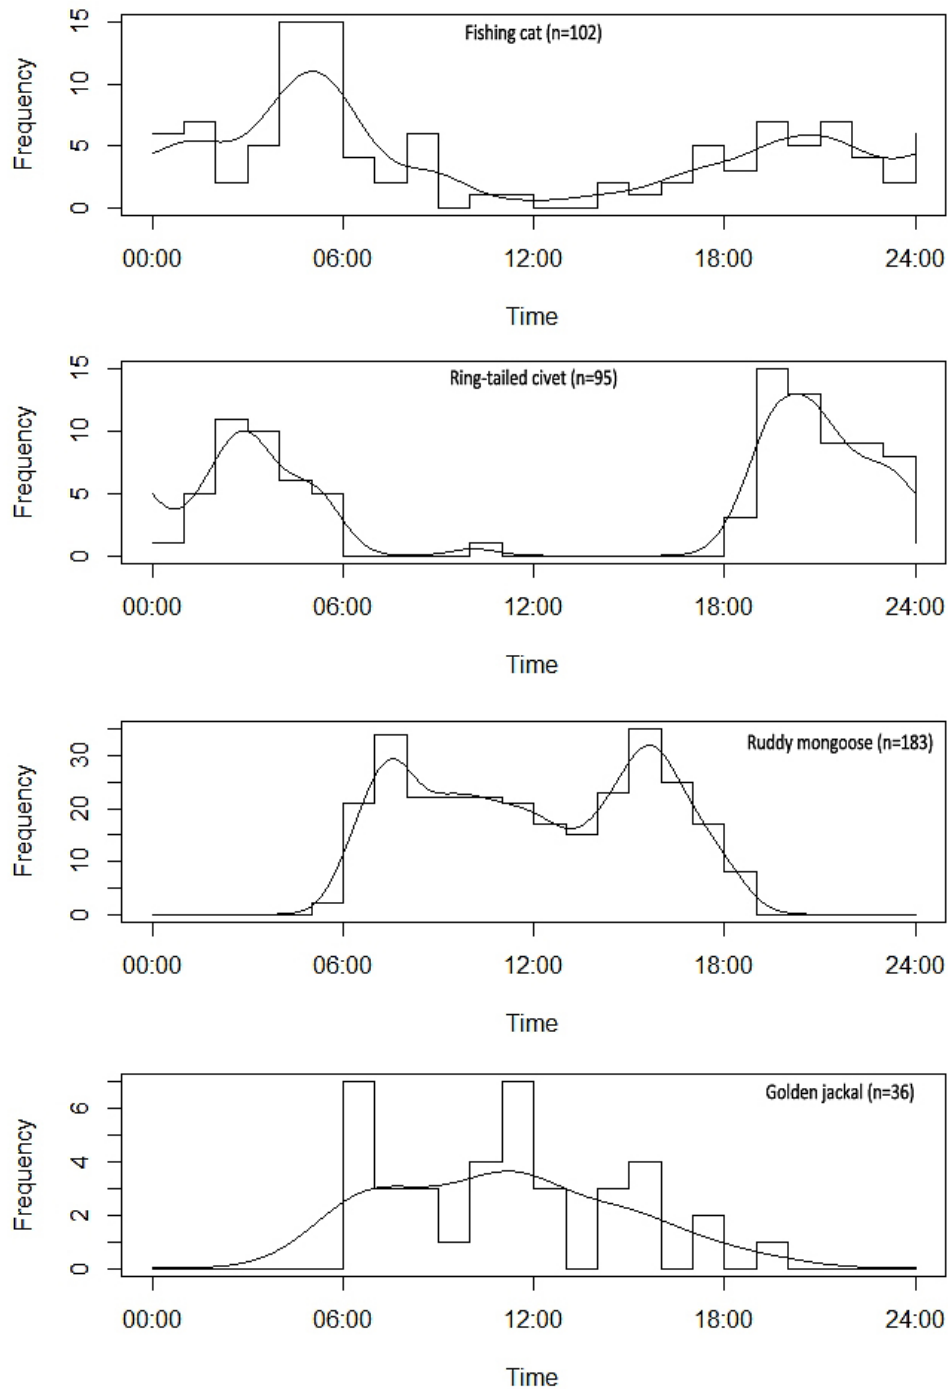 Fishing cat (n=102)
Frequency
15
10
5
0
00:00 06:00 12:00 18:00 24:00
Time
Ring-tailed civet (n=95)
Frequency
15
10
5
0
00:00 06:00 12:00 18:00 24:00
Time
Ruddy mongoose (n=183)
Frequency
30
20
10
0
00:00 06:00 12:00 18:00 24:00
Time
Golden jackal (n=36)
Frequency
6
4
2
0
00:00 06:00 12:00 18:00 24:00
Time